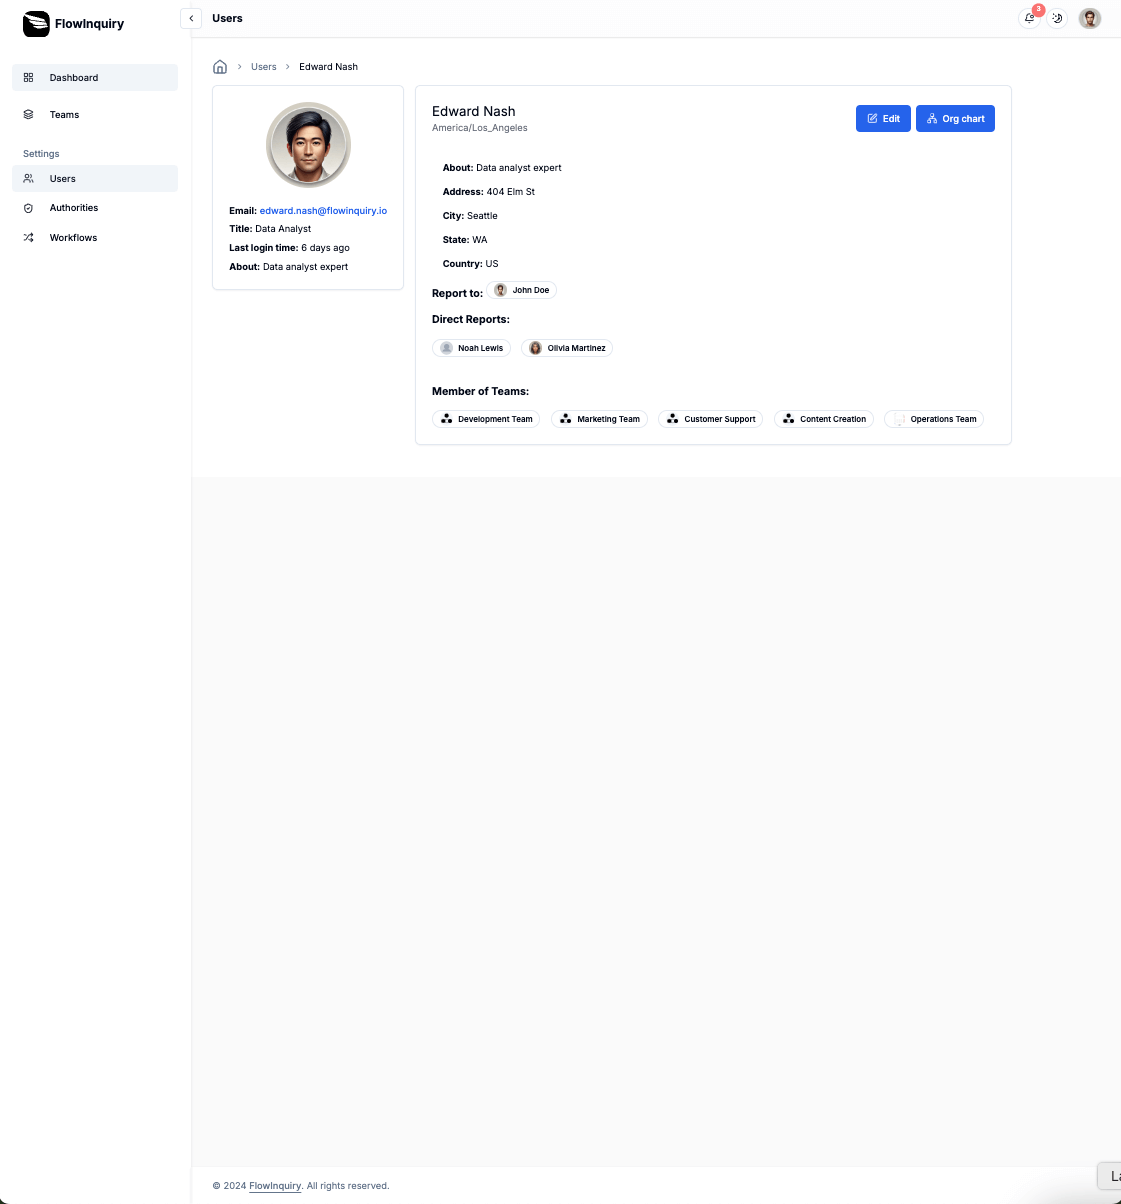 FlowInquiry
Users
3
Dashboard
Teams
Settings
Users
Authorities
Workflows
Users
Edward Nash
Email: edward.nash@flowinquiry.io
Title: Data Analyst
Last login time: 6 days ago
About: Data analyst expert
Edward Nash
America/Los_Angeles
Edit
Org chart
About: Data analyst expert
Address: 404 Elm St
City: Seattle
State: WA
Country: US
Report to: John Doe
Direct Reports:
Noah Lewis Olivia Martinez
Member of Teams:
Development Team Marketing Team Customer Support Content Creation Operations Team
© 2024 FlowInquiry. All rights reserved.